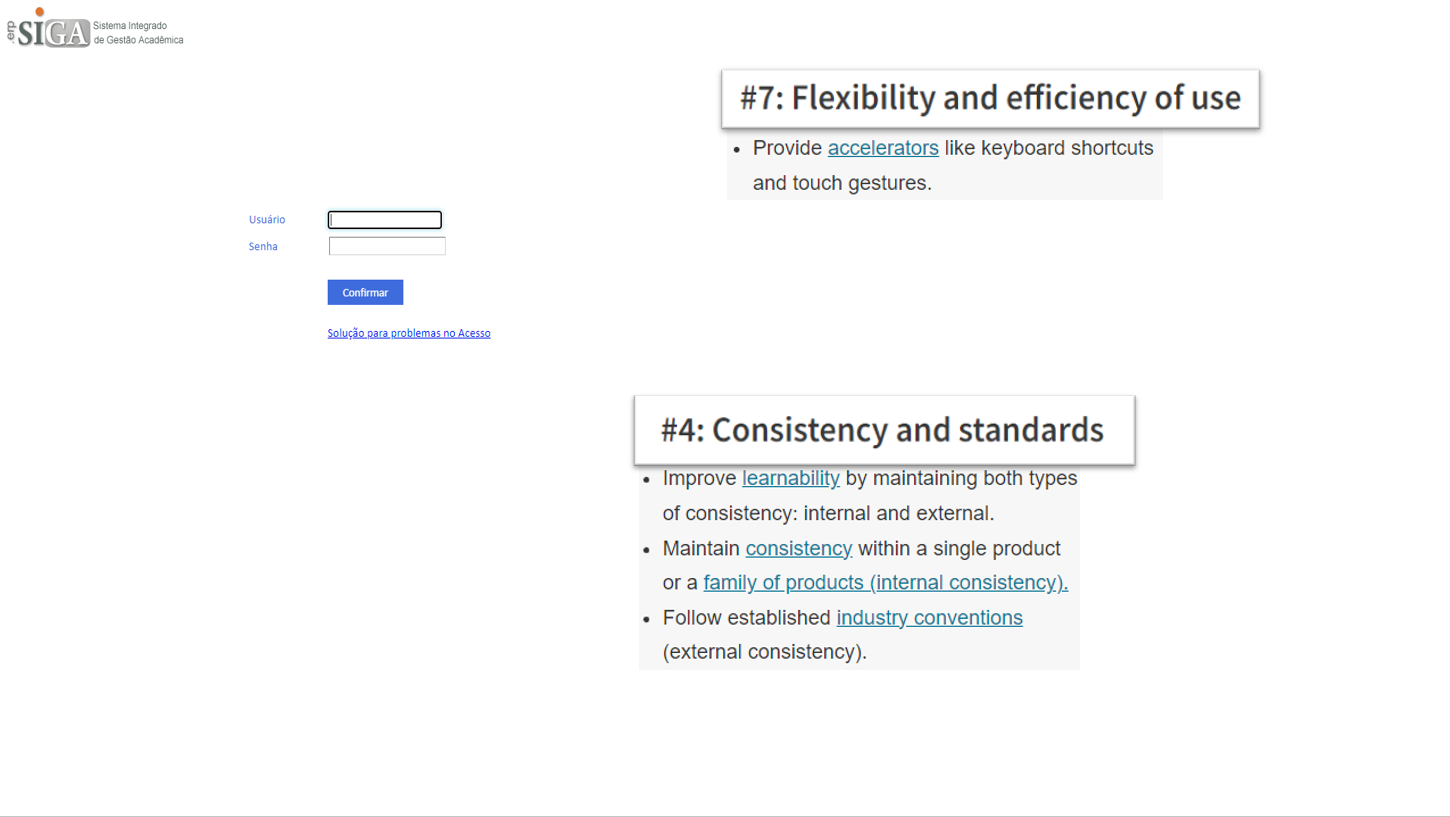 .erp
SIGA
Sistema Integrado
de Gestão Acadêmica
#7: Flexibility and efficiency of use
• Provide accelerators like keyboard shortcuts
and touch gestures.
Usuário
Senha
Confirmar
Solução para problemas no Acesso
#4: Consistency and standards
• Improve learnability by maintaining both types
of consistency: internal and external.
• Maintain consistency within a single product
or a family of products (internal consistency).
• Follow established industry conventions
(external consistency).